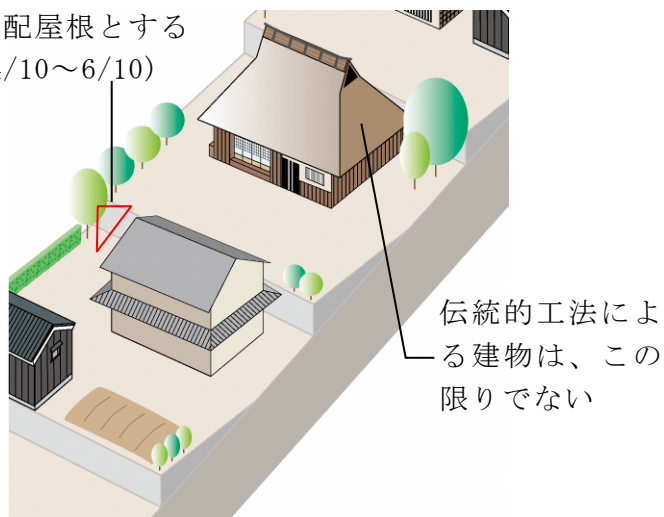 配屋根とする
/10～6/10）
伝統的工法によ
る建物は、この
限りでない